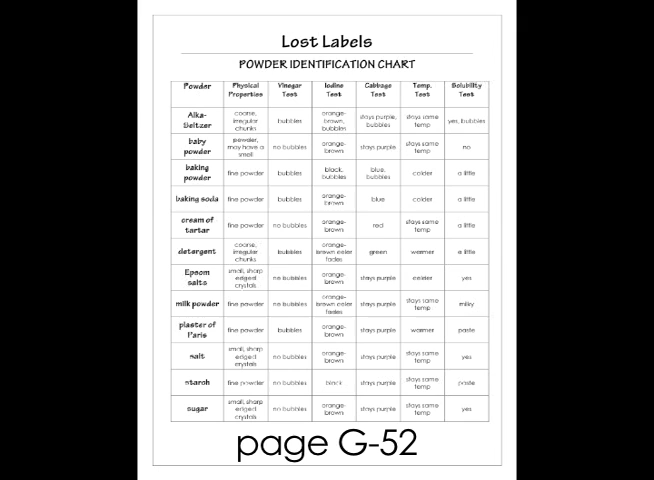 Lost Labels
POWDER IDENTIFICATION CHART
Powder Physical Properties Vinegar Test Iodine Test Cabbage Test Temp. Test Solubility Test
Alka-Seltzer coarse, irregular chunks bubbles orange-brown, bubbles stays purple, bubbles stays same temp yes, bubbles
baby powder powder, may have a smell no bubbles orange-brown stays purple stays same temp no
baking powder fine powder bubbles black, bubbles blue, bubbles colder a little
baking soda fine powder bubbles orange-brown blue colder a little
cream of tartar fine powder no bubbles orange-brown red stays same temp a little
detergent coarse, irregular chunks bubbles orange-brown color fades green warmer a little
Epsom salts small, sharp edged crystals no bubbles orange-brown stays purple colder yes
milk powder fine powder no bubbles orange-brown color fades stays purple stays same temp milky
plaster of Paris fine powder bubbles orange-brown stays purple warmer paste
salt small, sharp edged crystals no bubbles orange-brown stays purple stays same temp yes
starch fine powder no bubbles black stays purple stays same temp paste
sugar small, sharp edged crystals no bubbles orange-brown stays purple stays same temp yes
page G-52